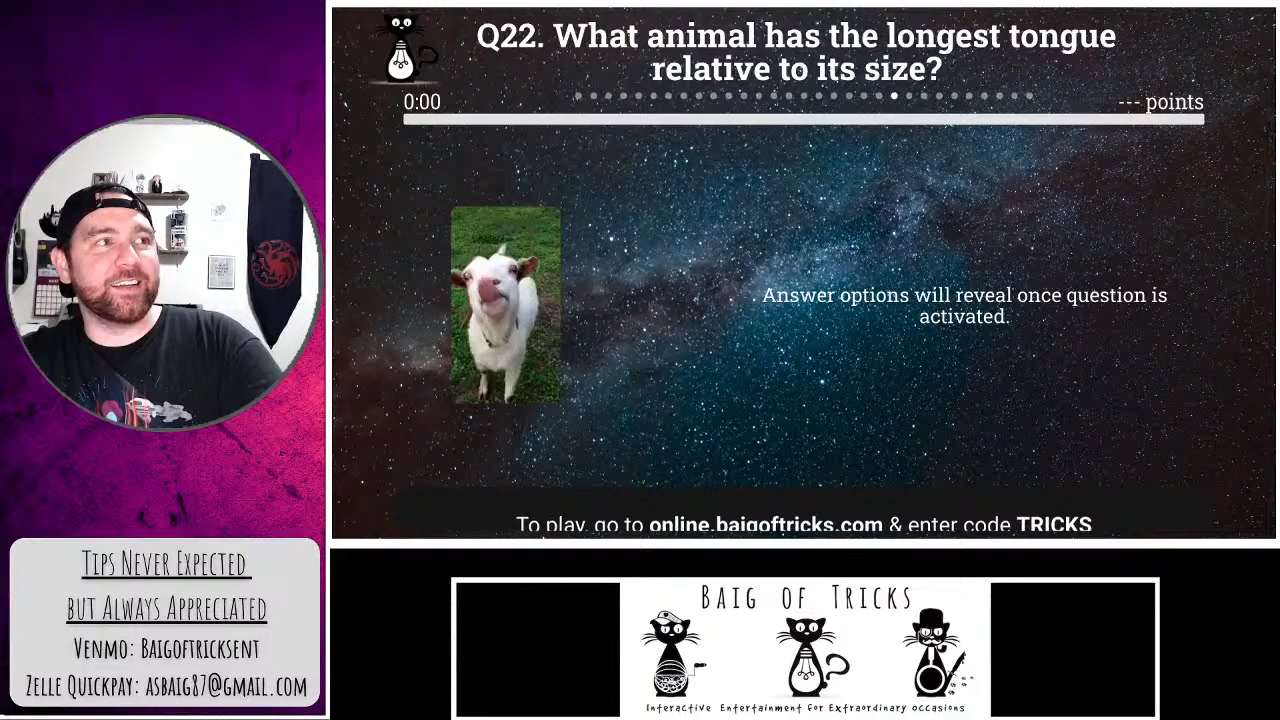 Q22. What animal has the longest tongue
relative to its size?
0:00
--- points
Answer options will reveal once question is
activated.
To play, go to online.baigoftricks.com & enter code TRICKS
Tips Never Expected
but Always Appreciated
Venmo: Baigoftricksent
Zelle Quickpay: asbaig87@gmail.com
Baig of Tricks
Interactive Entertainment for Extraordinary occasions